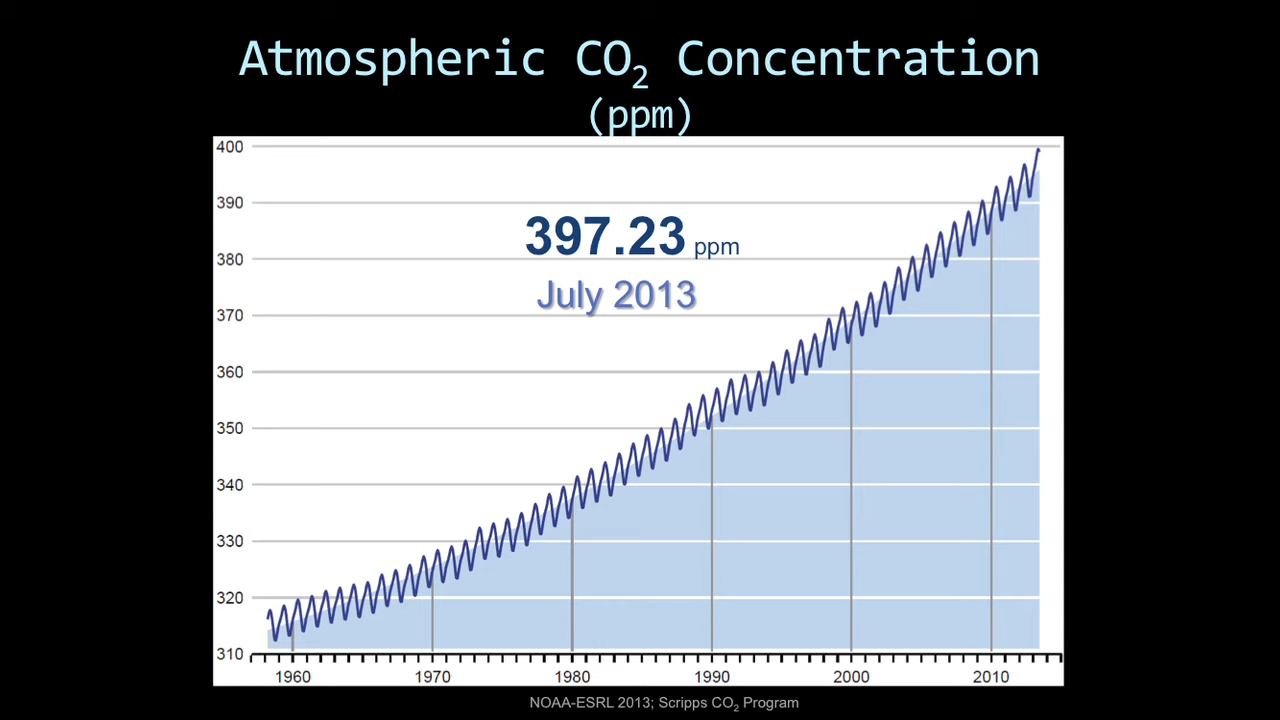 Atmospheric CO₂ Concentration
(ppm)
400
390
397.23 ppm
380
July 2013
370
360
350
340
330
320
310
1960 1970 1980 1990 2000 2010
NOAA-ESRL 2013; Scripps CO₂ Program